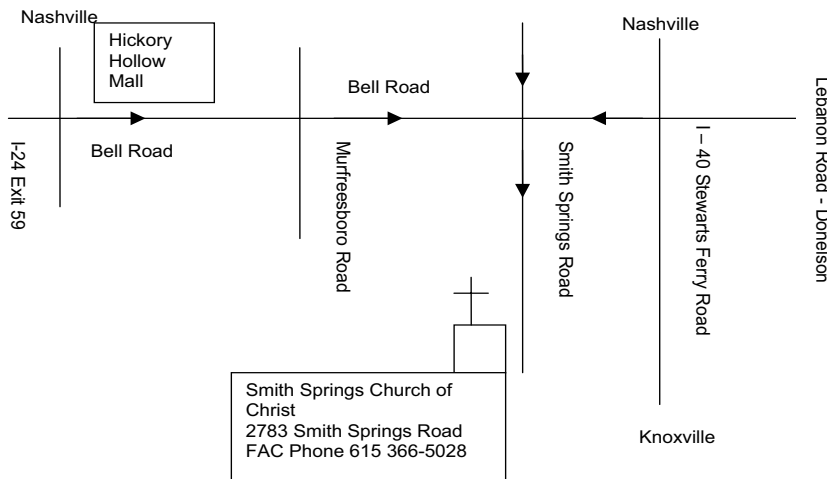 Nashville
Hickory
Hollow
Mall
Nashville
Bell Road
Bell Road
I-24 Exit 59
Murfreesboro Road
Smith Springs Road
I – 40 Stewarts Ferry Road
Lebanon Road - Donelson
Smith Springs Church of
Christ
2783 Smith Springs Road
FAC Phone 615 366-5028
Knoxville